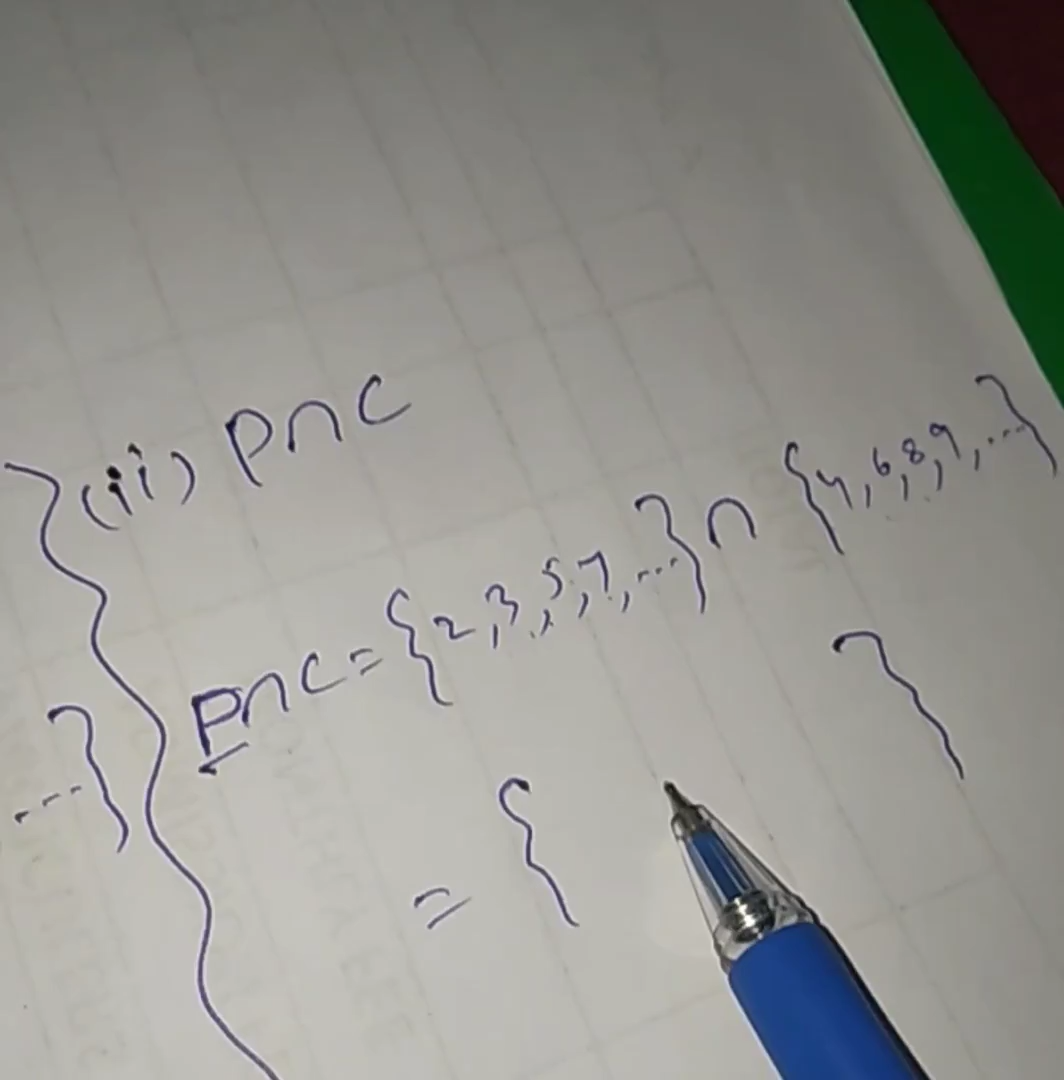 (ii) P∩C
P∩C = {2,3,5,7,...} ∩ {4,6,8,9,...}
...}
= { }